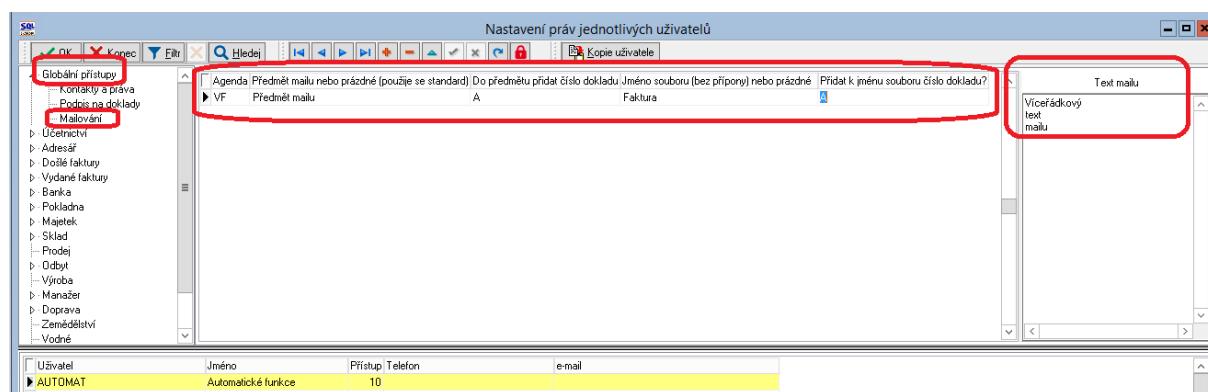 SQL
Nastavení práv jednotlivých uživatelů
OK Konec Filtr Hledej Kopie uživatele
Globální přístupy
Kontakty a práva
Podpis na doklady
Mailování
Účetnictví
Adresář
Došlé faktury
Vydané faktury
Banka
Pokladna
Majetek
Sklad
Prodej
Odbyt
Výroba
Manažer
Doprava
Zemědělství
Vodné
Agenda Předmět mailu nebo prázdné (použije se standard) Do předmětu přidat číslo dokladu Jméno souboru (bez přípony) nebo prázdné Přidat k jménu souboru číslo dokladu?
VF Předmět mailu A Faktura A
Text mailu
Víceřádkový
text
mailu
Uživatel Jméno Přístup Telefon e-mail
AUTOMAT Automatické funkce 10